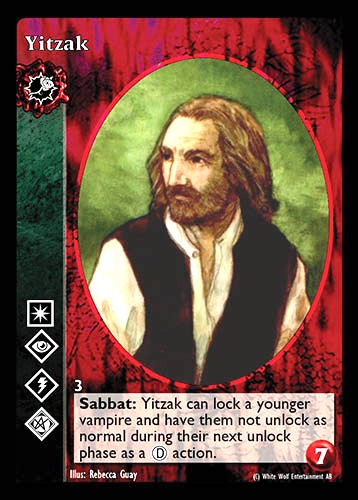 Yitzak
3
Sabbat: Yitzak can lock a younger
vampire and have them not unlock as
normal during their next unlock
phase as a Ⓓ action.
7
Illus: Rebecca Guay
(C) White Wolf Entertainment AB